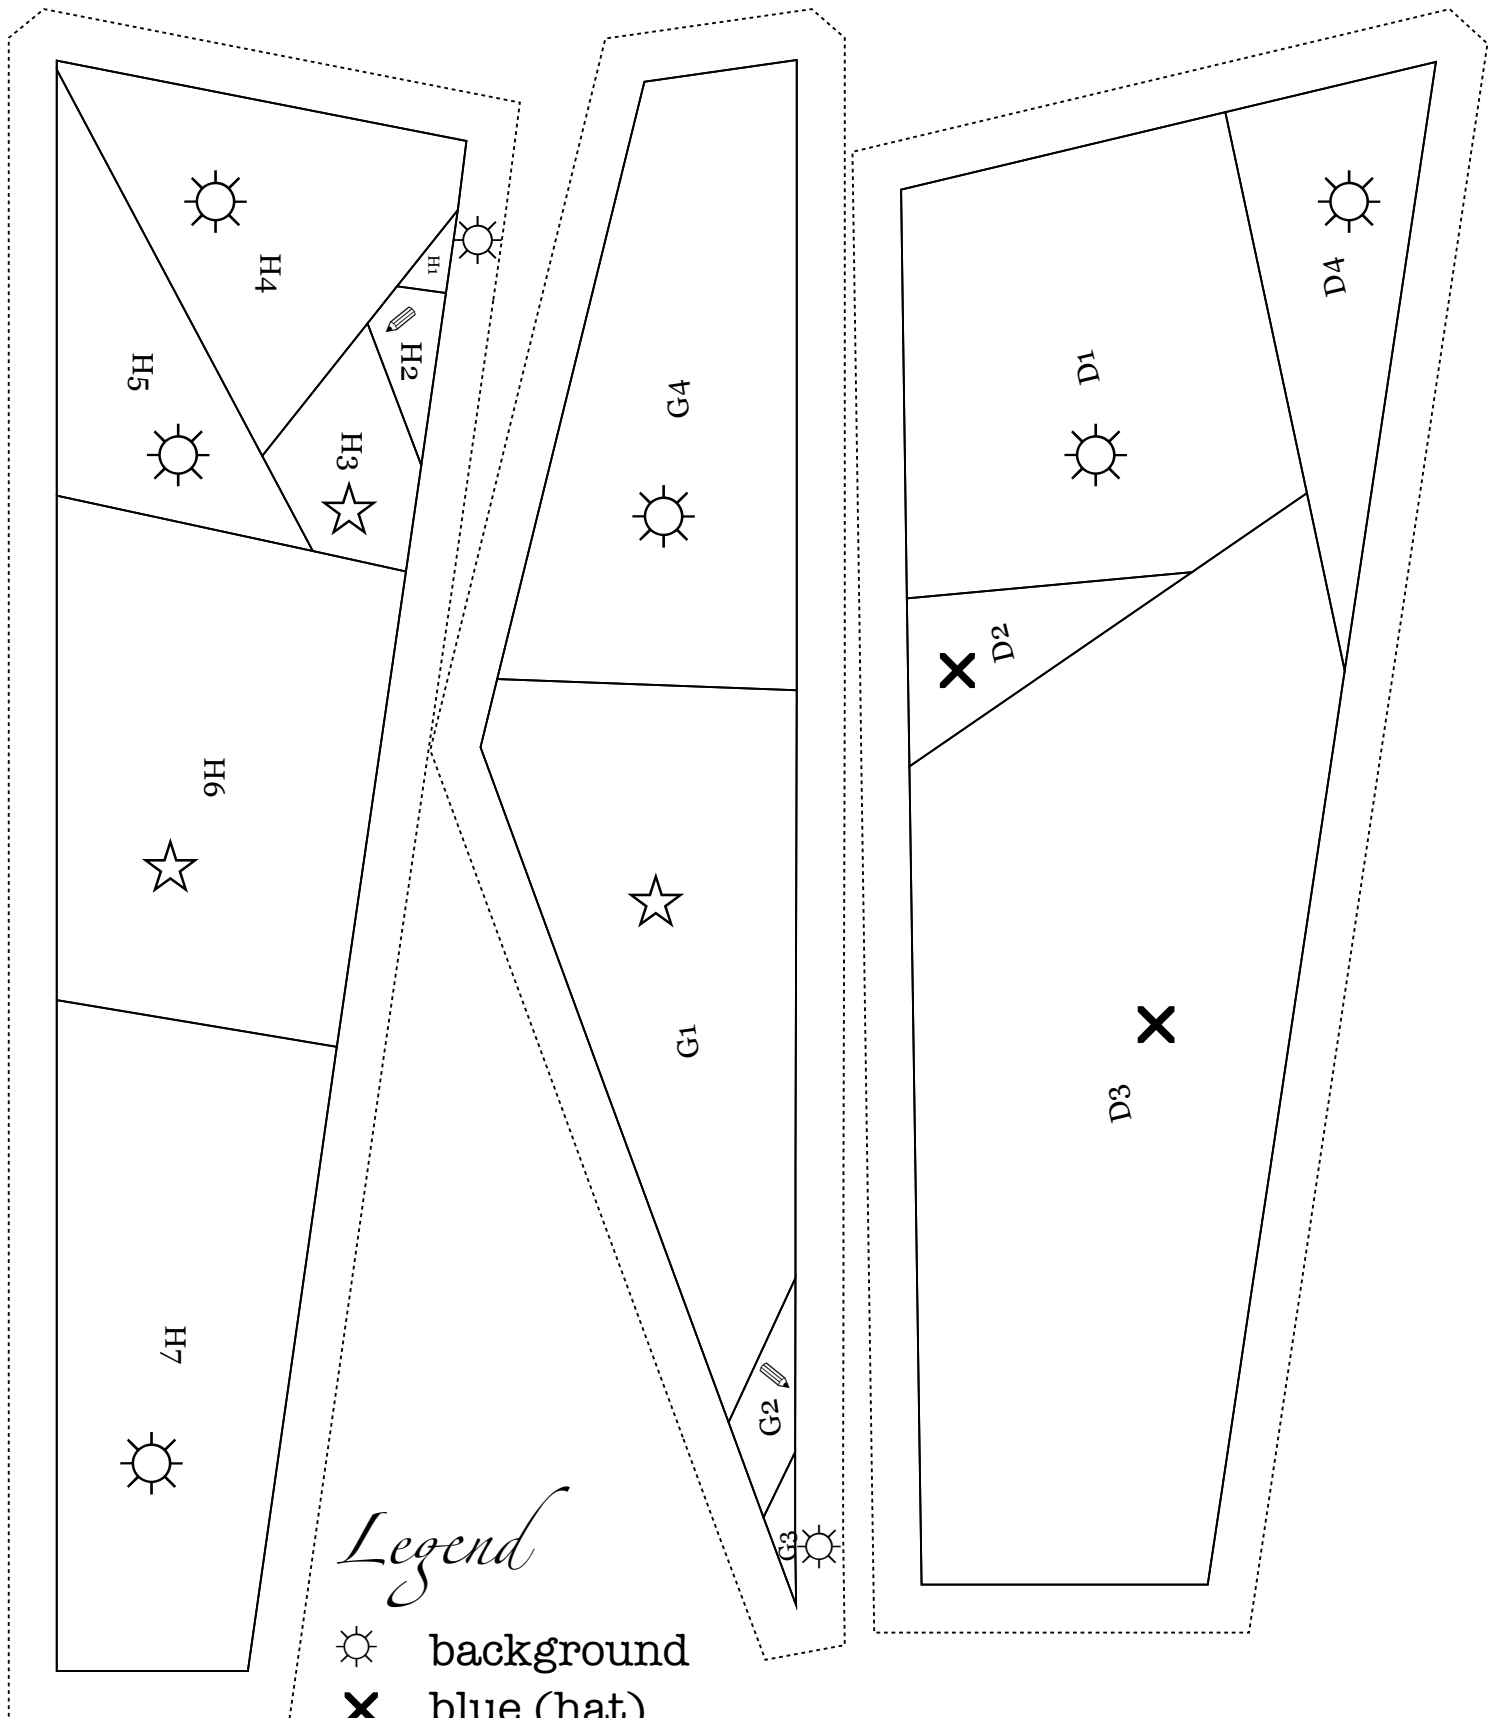 H4
H1
H2
H5
H3
H6
H7
G4
G1
G2
G3
D4
D1
D2
D3
Legend
background
blue (hat)